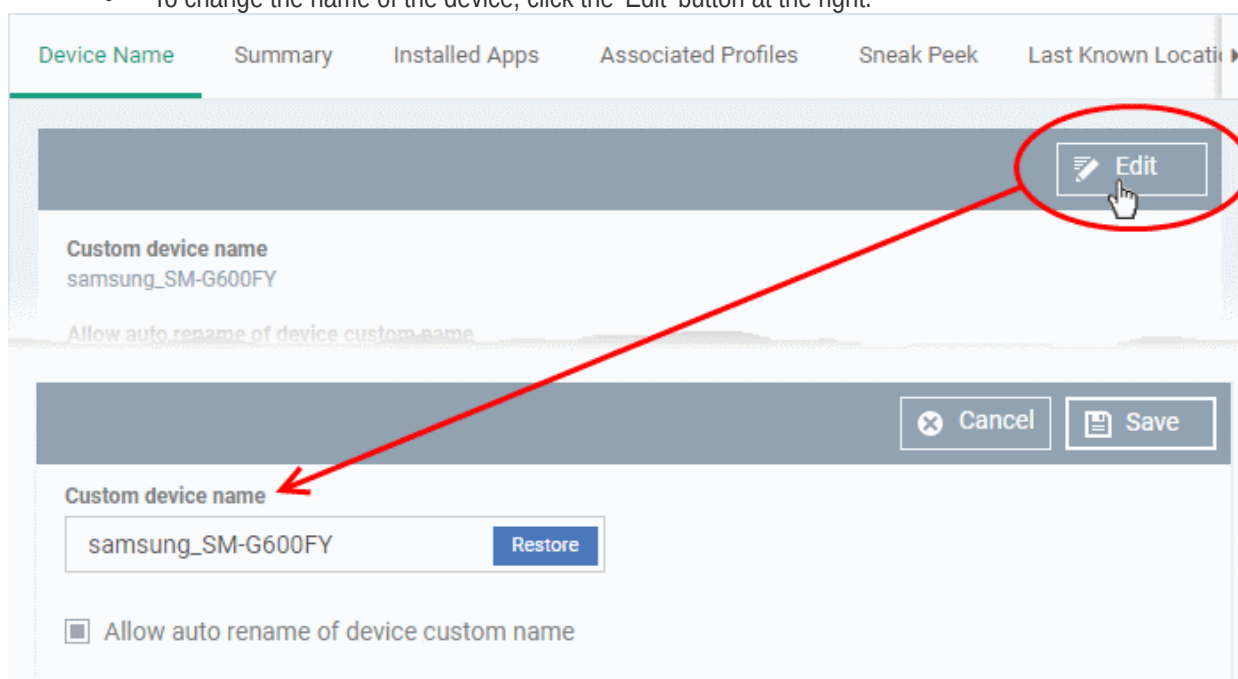 To change the name of the device, click the 'Edit' button at the right.
Device Name Summary Installed Apps Associated Profiles Sneak Peek Last Known Locati
Edit
Custom device name
samsung_SM-G600FY
Allow auto rename of device custom name
Cancel Save
Custom device name
samsung_SM-G600FY Restore
Allow auto rename of device custom name